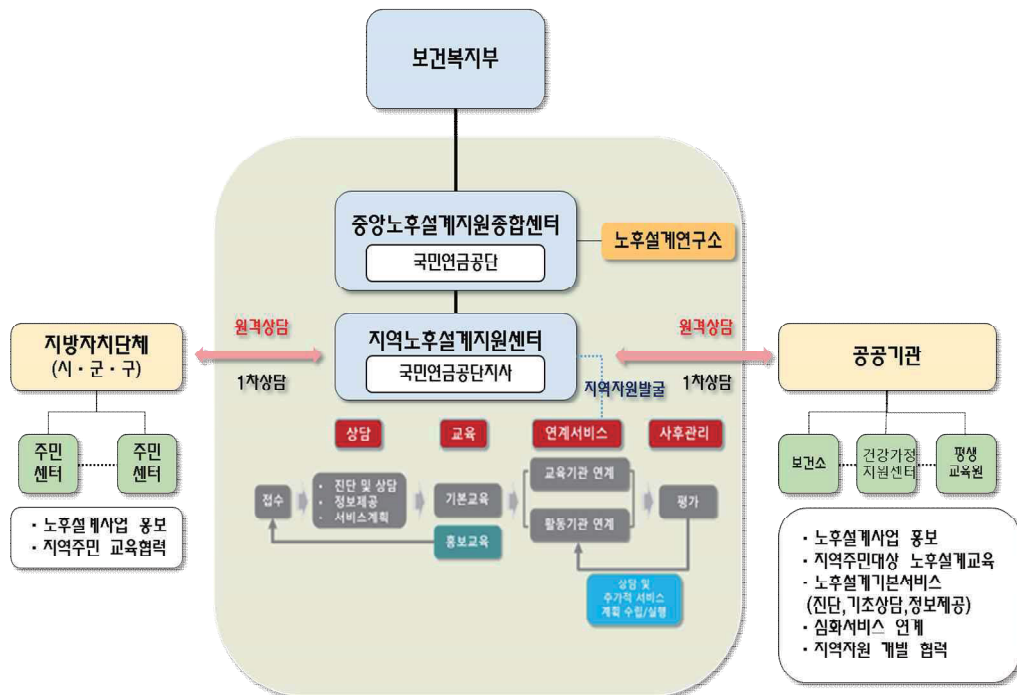 보건복지부
중앙노후설계지원종합센터
국민연금공단
노후설계연구소
지역노후설계지원센터
국민연금공단지사
지역자원발굴
원격상담
1차상담
원격상담
1차상담
지방자치단체
(시·군·구)
주민
센터
주민
센터
· 노후설계사업 홍보
· 지역주민 교육협력
공공기관
보건소
건강가정
지원센터
평생
교육원
· 노후설계사업 홍보
· 지역주민대상 노후설계교육
- 노후설계기본서비스
(진단,기초상담,정보제공)
· 심화서비스 연계
· 지역자원 개발 협력
상담
교육
연계서비스
사후관리
접수
• 진단 및 상담
• 정보제공
- 서비스계획
기본교육
홍보교육
교육기관 연계
활동기관 연계
평가
상담 및
추가적 서비스
계획 수립/실행